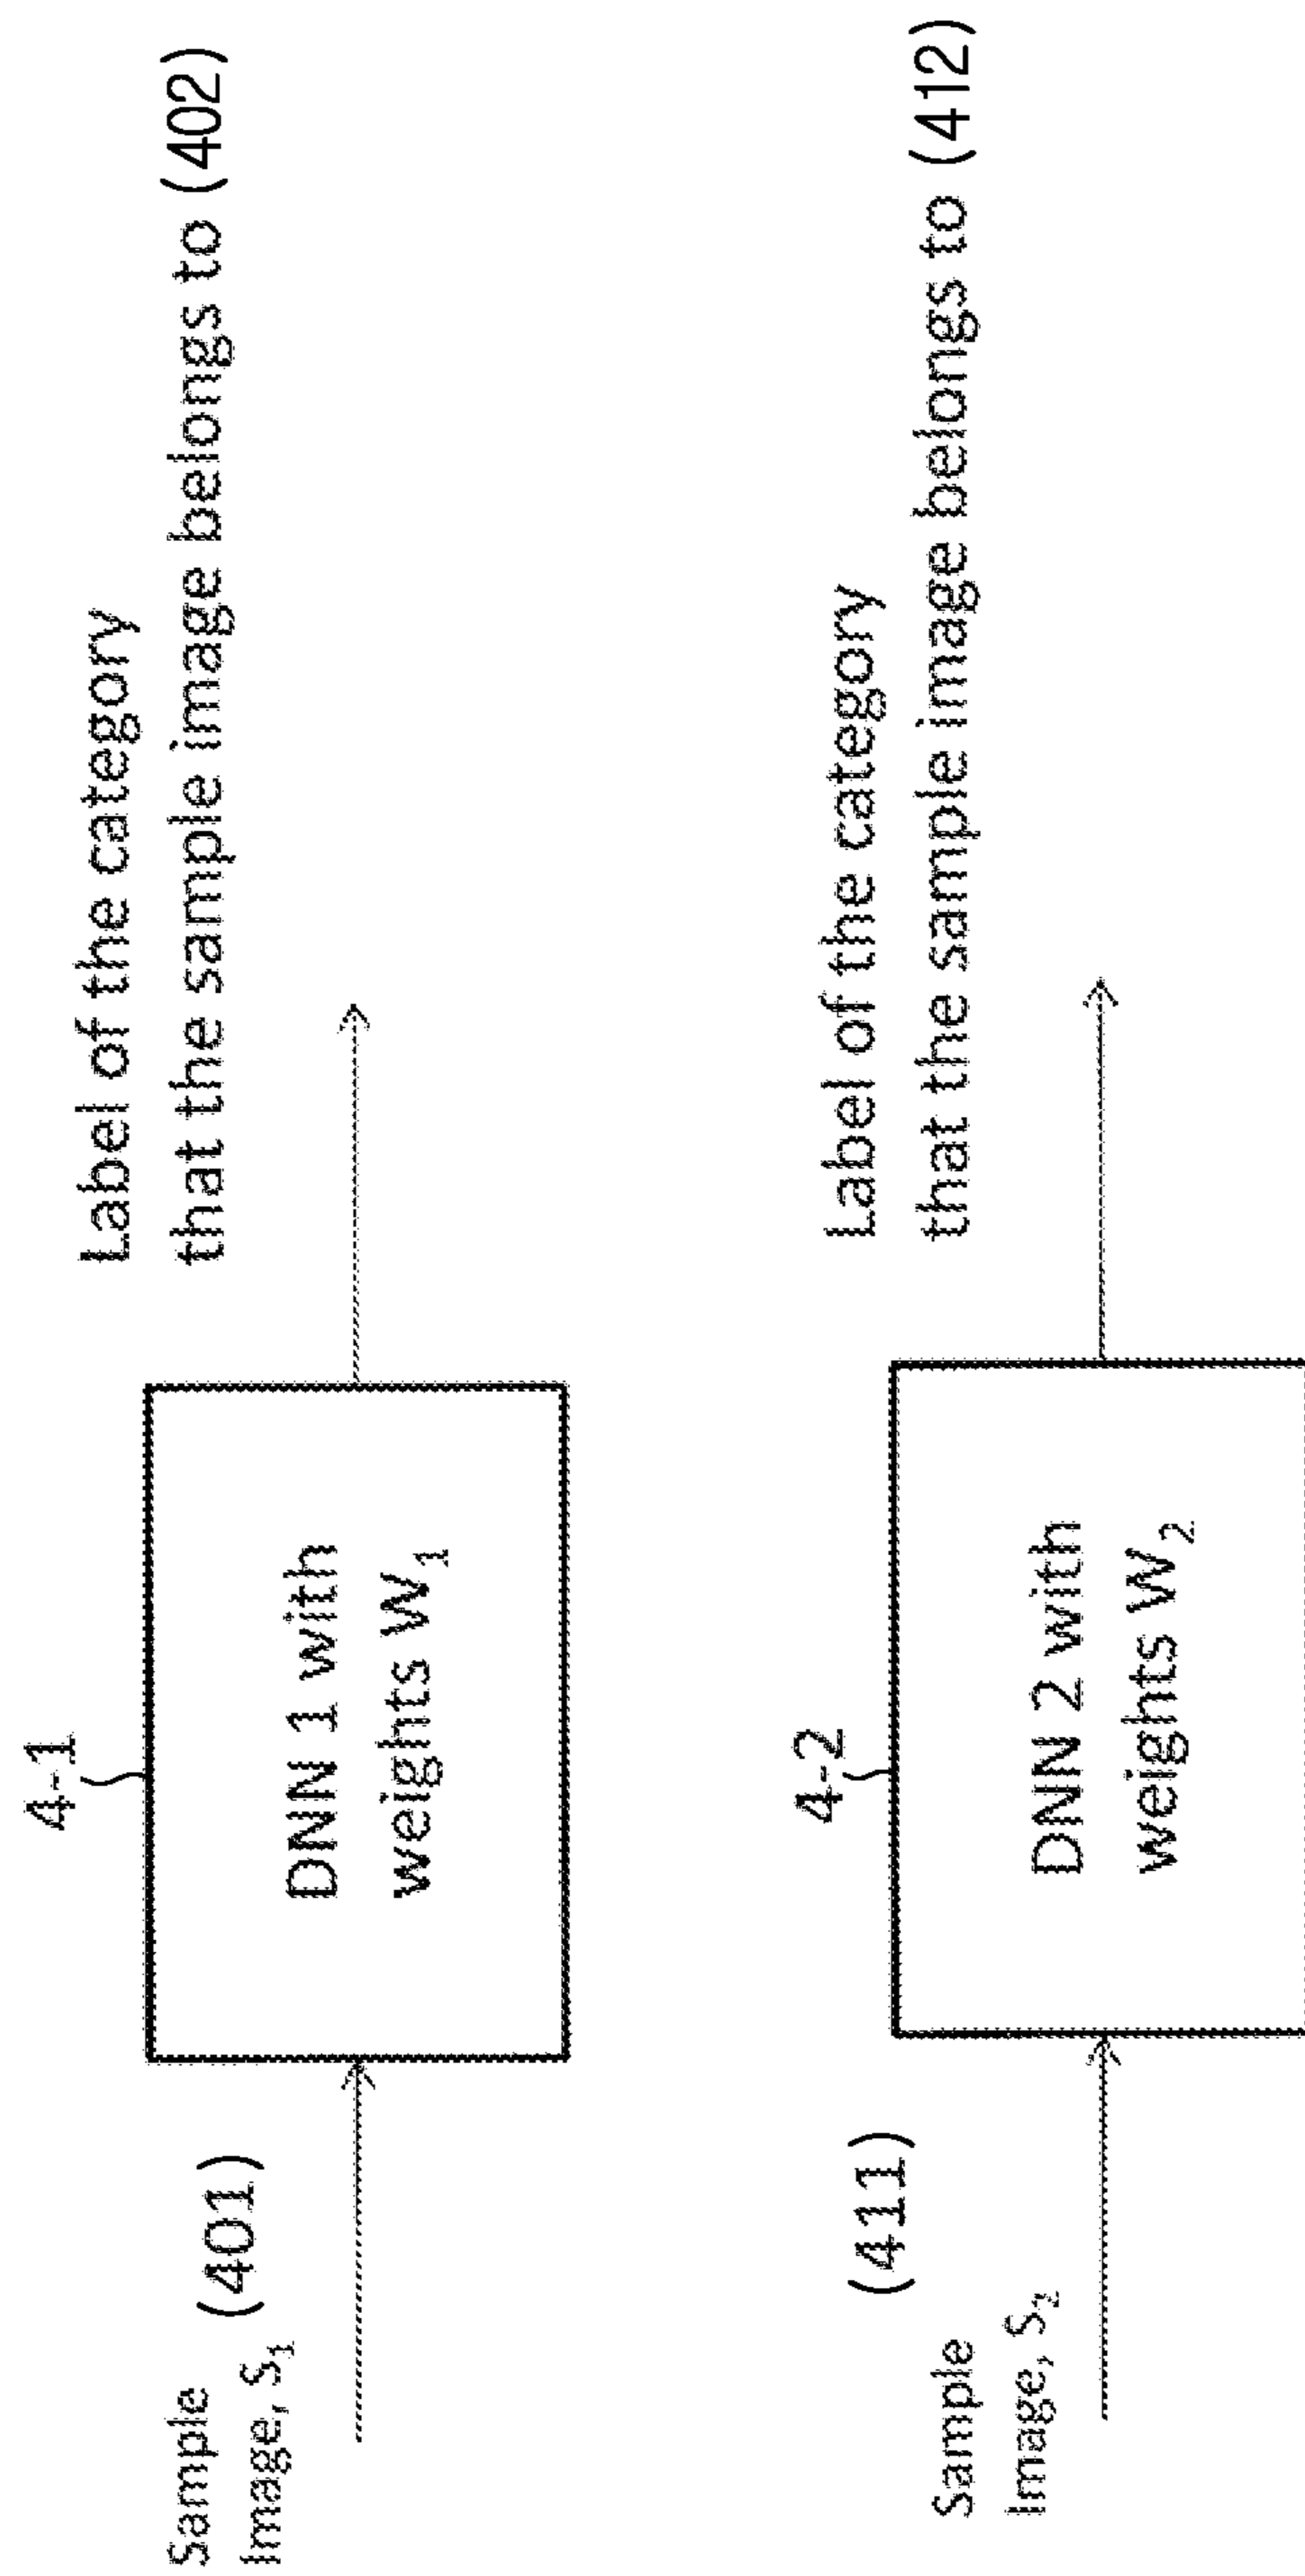 4-1
Sample
Image, S₁
(401)
DNN 1 with
weights W₁
Label of the category
that the sample image belongs to (402)
4-2
Sample
Image, S₂
(411)
DNN 2 with
weights W₂
Label of the category
that the sample image belongs to (412)